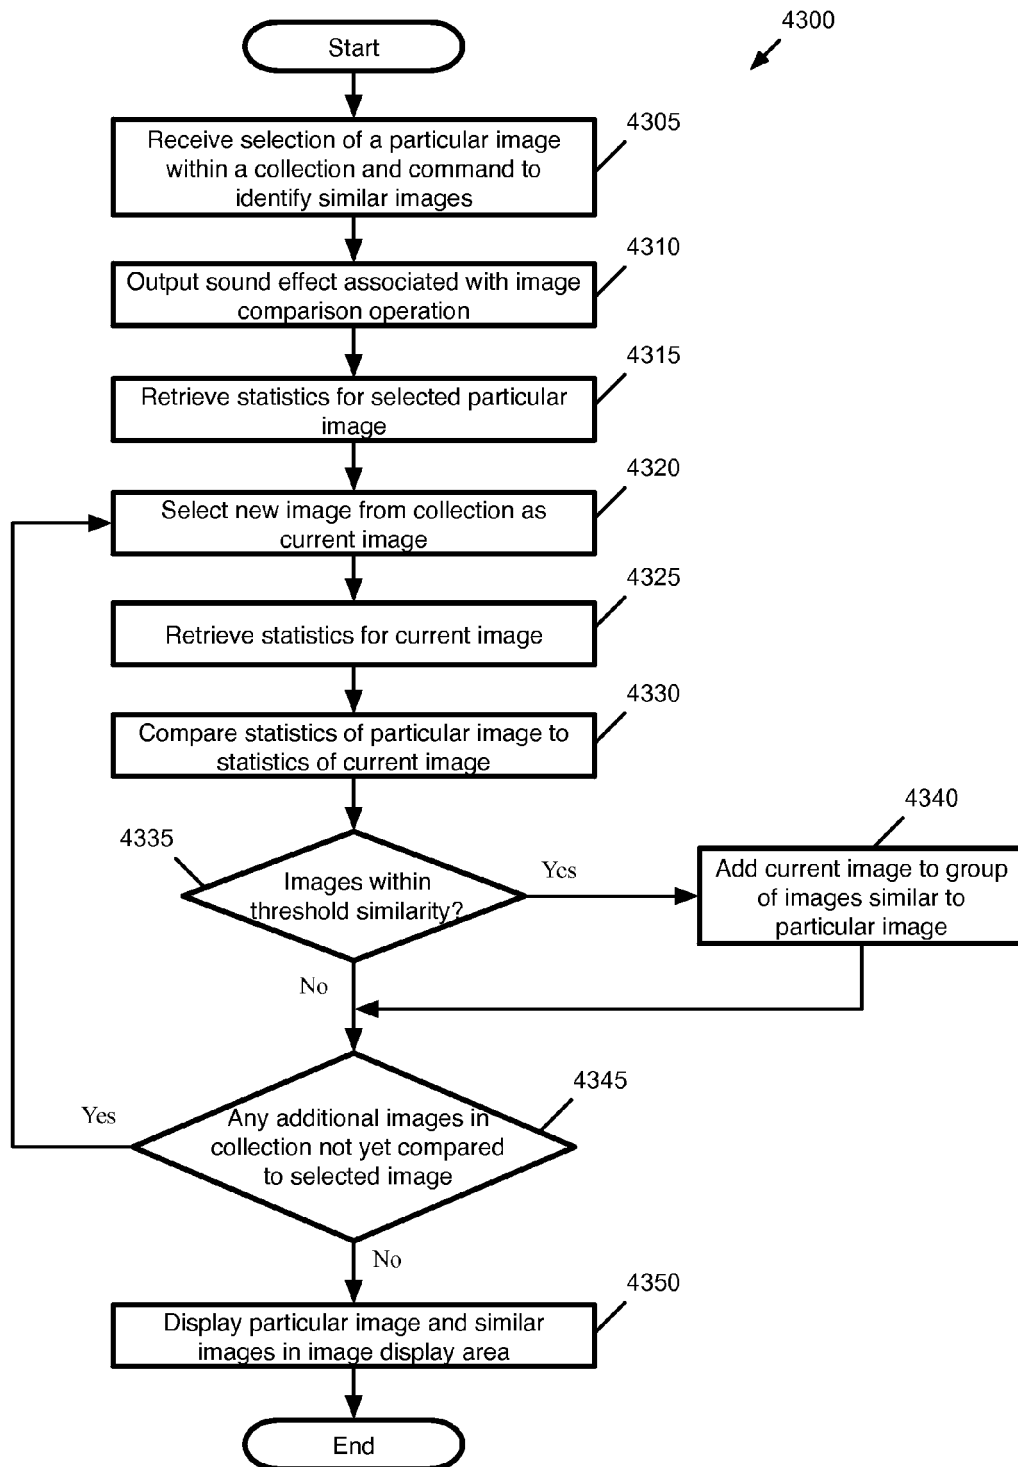 4300
Start
4305
Receive selection of a particular image
within a collection and command to
identify similar images
4310
Output sound effect associated with image
comparison operation
4315
Retrieve statistics for selected particular
image
4320
Select new image from collection as
current image
4325
Retrieve statistics for current image
4330
Compare statistics of particular image to
statistics of current image
4335
Images within
threshold similarity?
Yes
4340
Add current image to group
of images similar to
particular image
No
4345
Any additional images in
collection not yet compared
to selected image
Yes
No
4350
Display particular image and similar
images in image display area
End